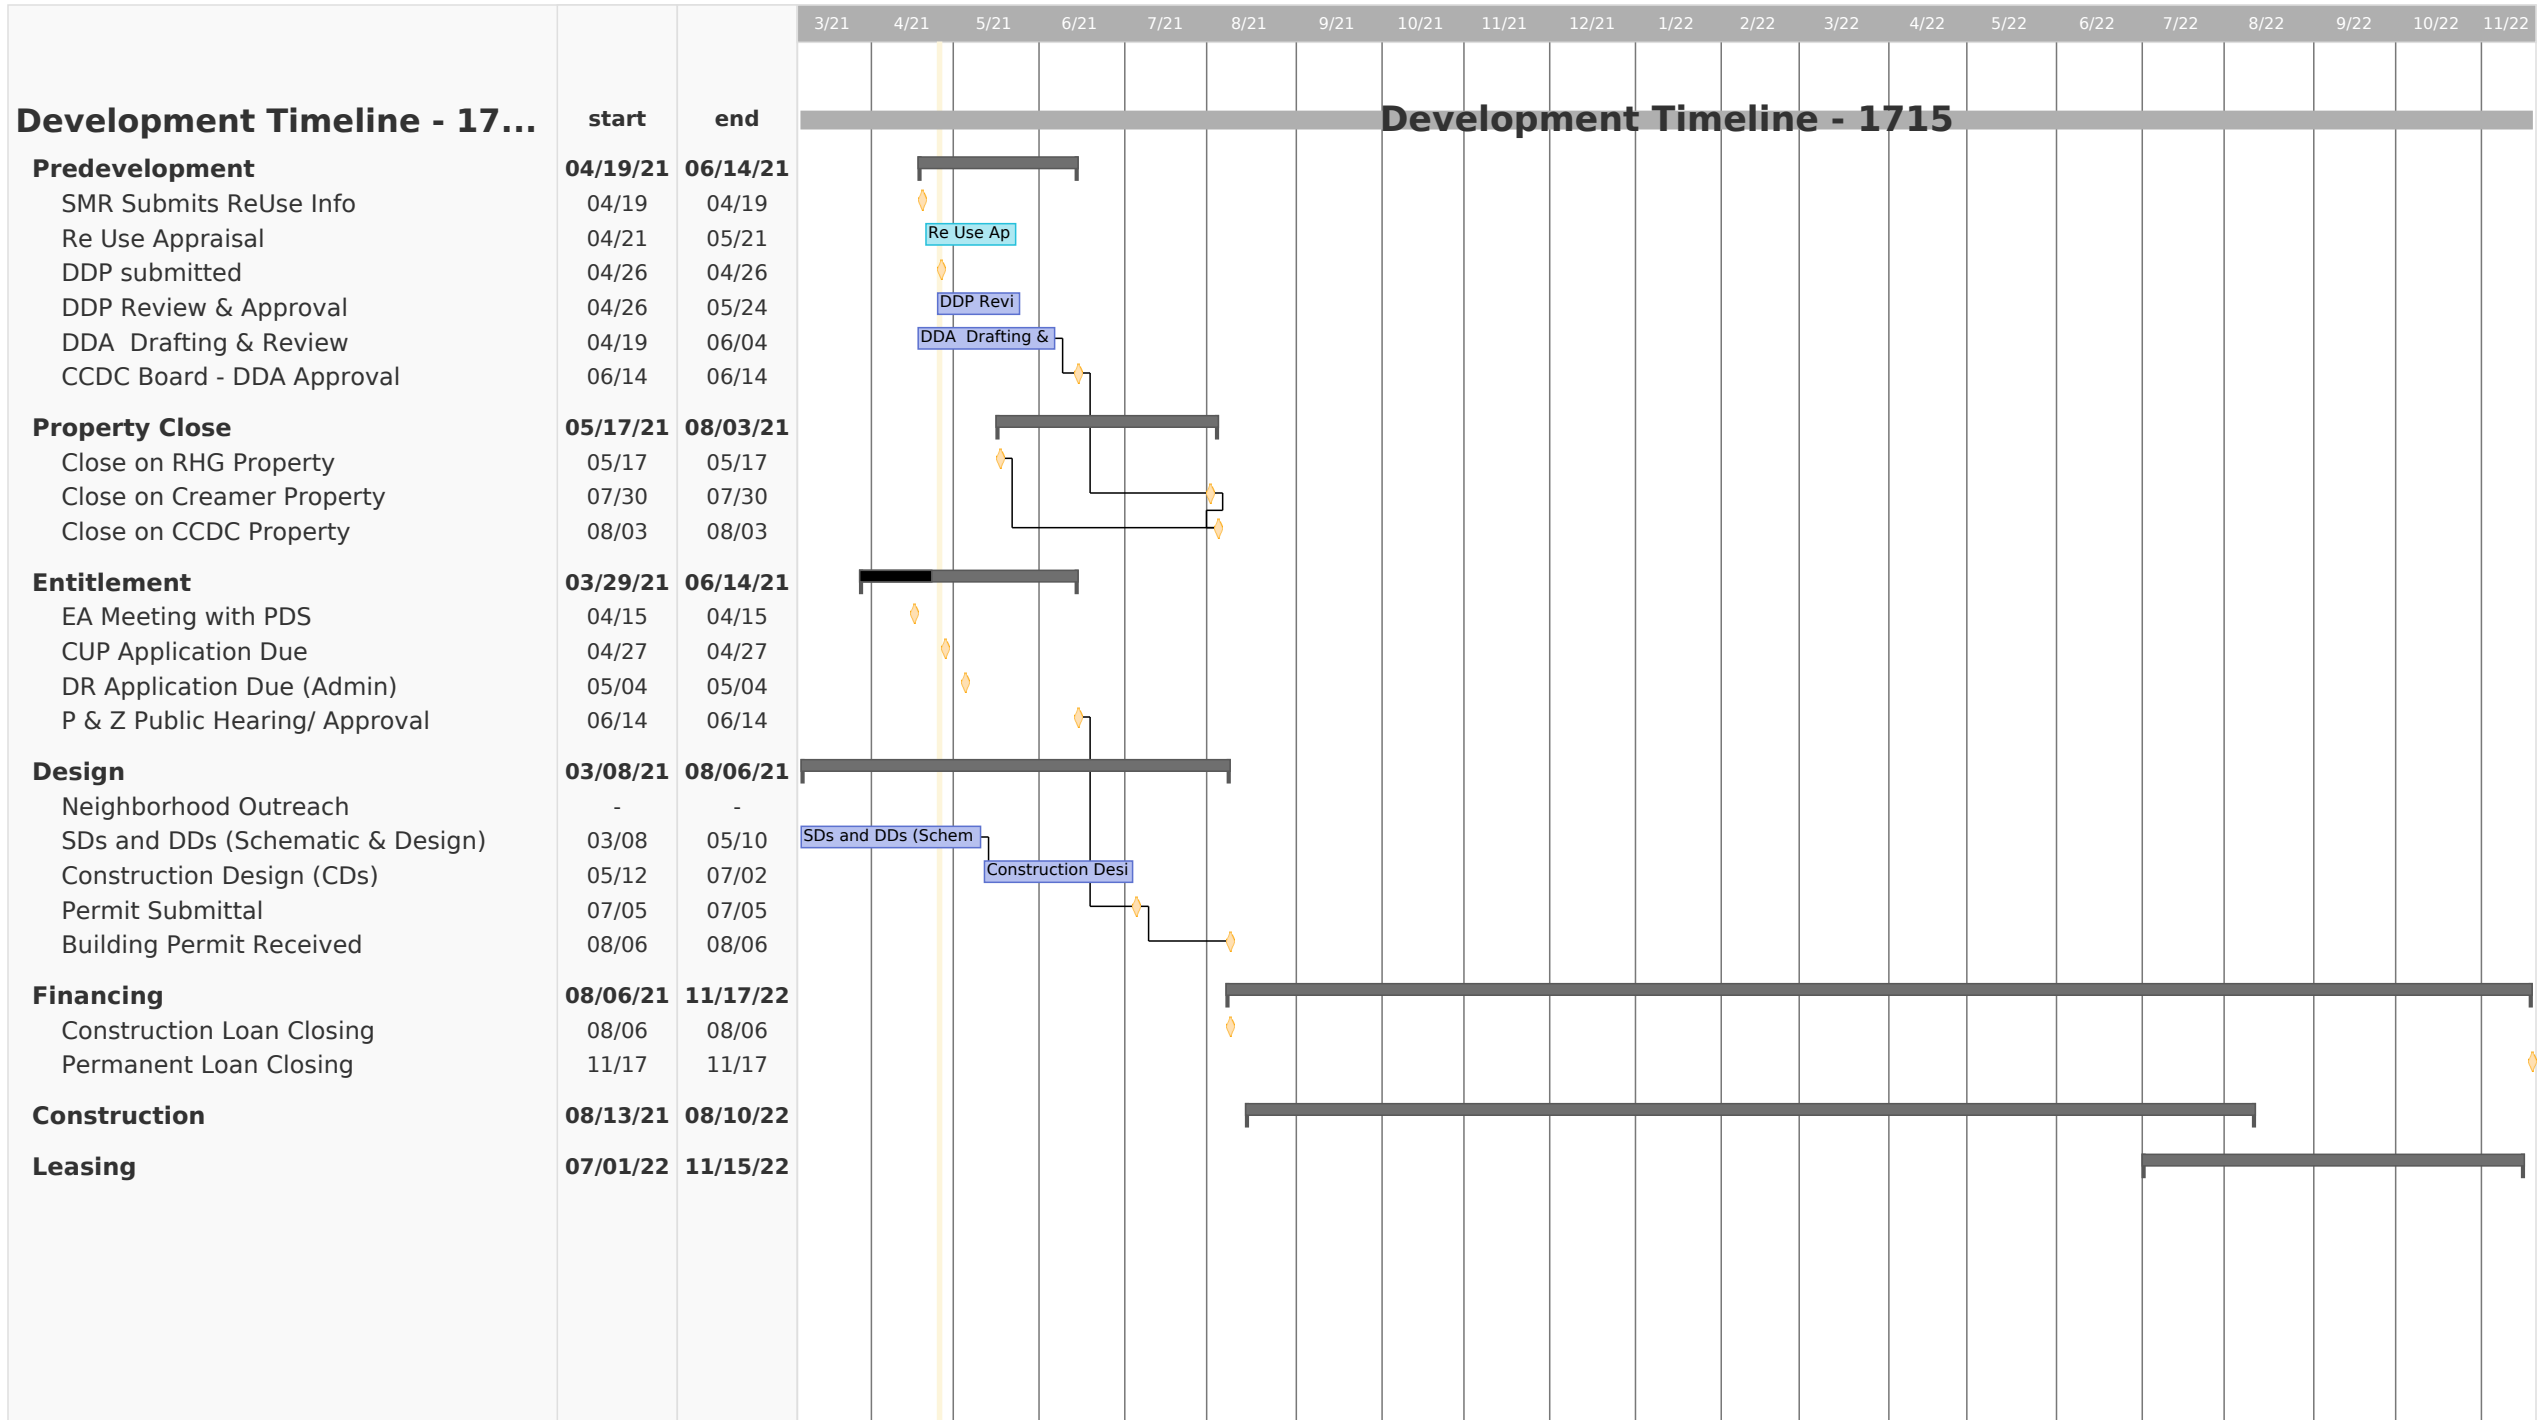 3/21 4/21 5/21 6/21 7/21 8/21 9/21 10/21 11/21 12/21 1/22 2/22 3/22 4/22 5/22 6/22 7/22 8/22 9/22 10/22 11/22
Development Timeline - 17... start end Development Timeline - 1715
Predevelopment 04/19/21 06/14/21
SMR Submits ReUse Info 04/19 04/19
Re Use Appraisal 04/21 05/21 Re Use Ap
DDP submitted 04/26 04/26
DDP Review & Approval 04/26 05/24 DDP Revi
DDA Drafting & Review 04/19 06/04 DDA Drafting &
CCDC Board - DDA Approval 06/14 06/14
Property Close 05/17/21 08/03/21
Close on RHG Property 05/17 05/17
Close on Creamer Property 07/30 07/30
Close on CCDC Property 08/03 08/03
Entitlement 03/29/21 06/14/21
EA Meeting with PDS 04/15 04/15
CUP Application Due 04/27 04/27
DR Application Due (Admin) 05/04 05/04
P & Z Public Hearing/ Approval 06/14 06/14
Design 03/08/21 08/06/21
Neighborhood Outreach - -
SDs and DDs (Schematic & Design) 03/08 05/10 SDs and DDs (Schem
Construction Design (CDs) 05/12 07/02 Construction Desi
Permit Submittal 07/05 07/05
Building Permit Received 08/06 08/06
Financing 08/06/21 11/17/22
Construction Loan Closing 08/06 08/06
Permanent Loan Closing 11/17 11/17
Construction 08/13/21 08/10/22
Leasing 07/01/22 11/15/22